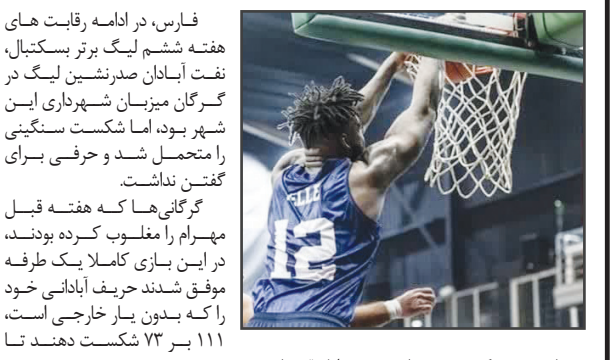 فارس، در ادامه رقابت های
هفته ششم لیگ برتر بسکتبال،
نفت آبادان صدرنشین لیگ در
گرگان میزبان شهرداری این
شهر بود، اما شکست سنگینی
را متحمل شد و حرفی برای
گفتن نداشت.
گرگانی‌ها که هفته قبل
مهرام را مغلوب کرده بودند،
در این بازی کاملا یک طرفه
موفق شدند حریف آبادانی خود
را که بدون یار خارجی است،
۱۱۱ بر ۷۳ شکست دهند تا
ELLE
12